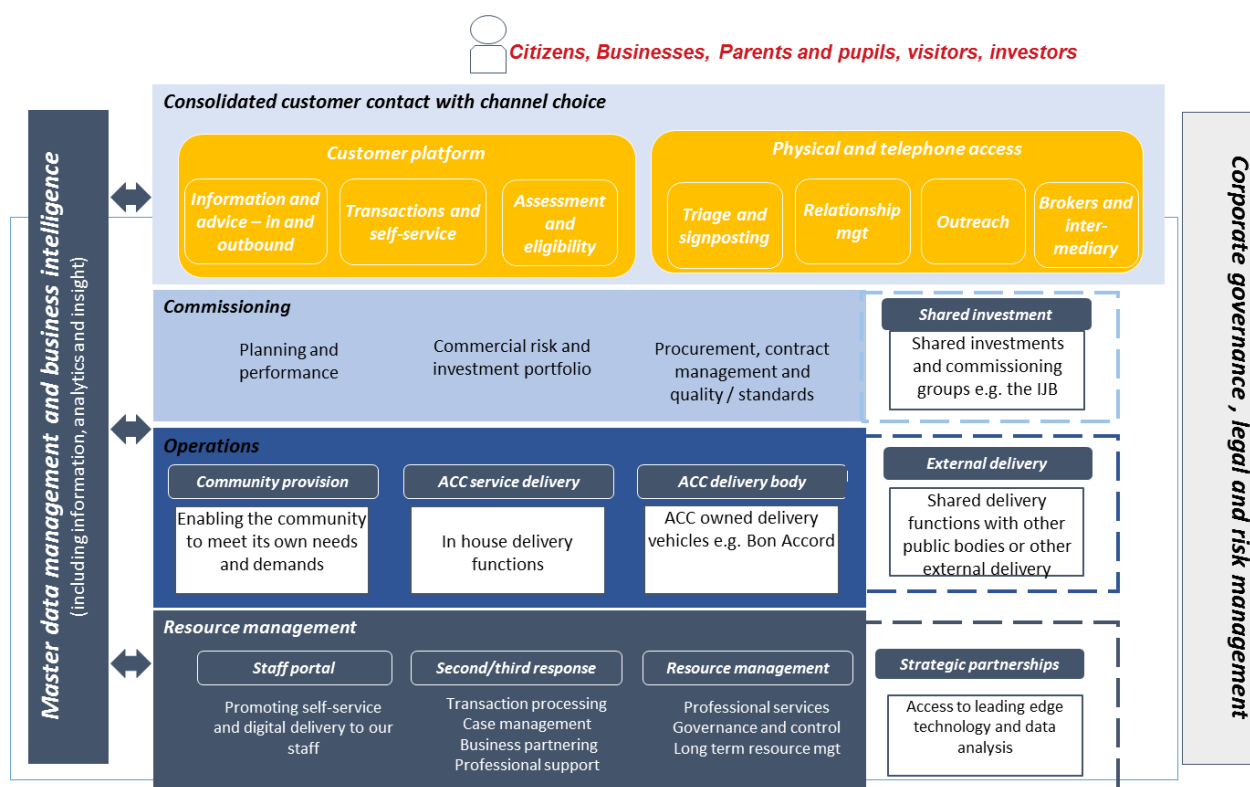 Citizens, Businesses, Parents and pupils, visitors, investors
Master data management and business intelligence
(including information, analytics and insight)
Consolidated customer contact with channel choice
Customer platform
Information and
advice – in and
outbound
Transactions and
self-service
Assessment
and
eligibility
Physical and telephone access
Triage and
signposting
Relationship
mgt
Outreach
Brokers and
inter-
mediary
Commissioning
Planning and
performance
Commercial risk and
investment portfolio
Procurement, contract
management and
quality / standards
Shared investment
Shared investments
and commissioning
groups e.g. the IJB
Operations
Community provision
Enabling the community
to meet its own needs
and demands
ACC service delivery
In house delivery
functions
ACC delivery body
ACC owned delivery
vehicles e.g. Bon Accord
External delivery
Shared delivery
functions with other
public bodies or other
external delivery
Resource management
Staff portal
Promoting self-service
and digital delivery to our
staff
Second/third response
Transaction processing
Case management
Business partnering
Professional support
Resource management
Professional services
Governance and control
Long term resource mgt
Strategic partnerships
Access to leading edge
technology and data
analysis
Corporate governance , legal and risk management